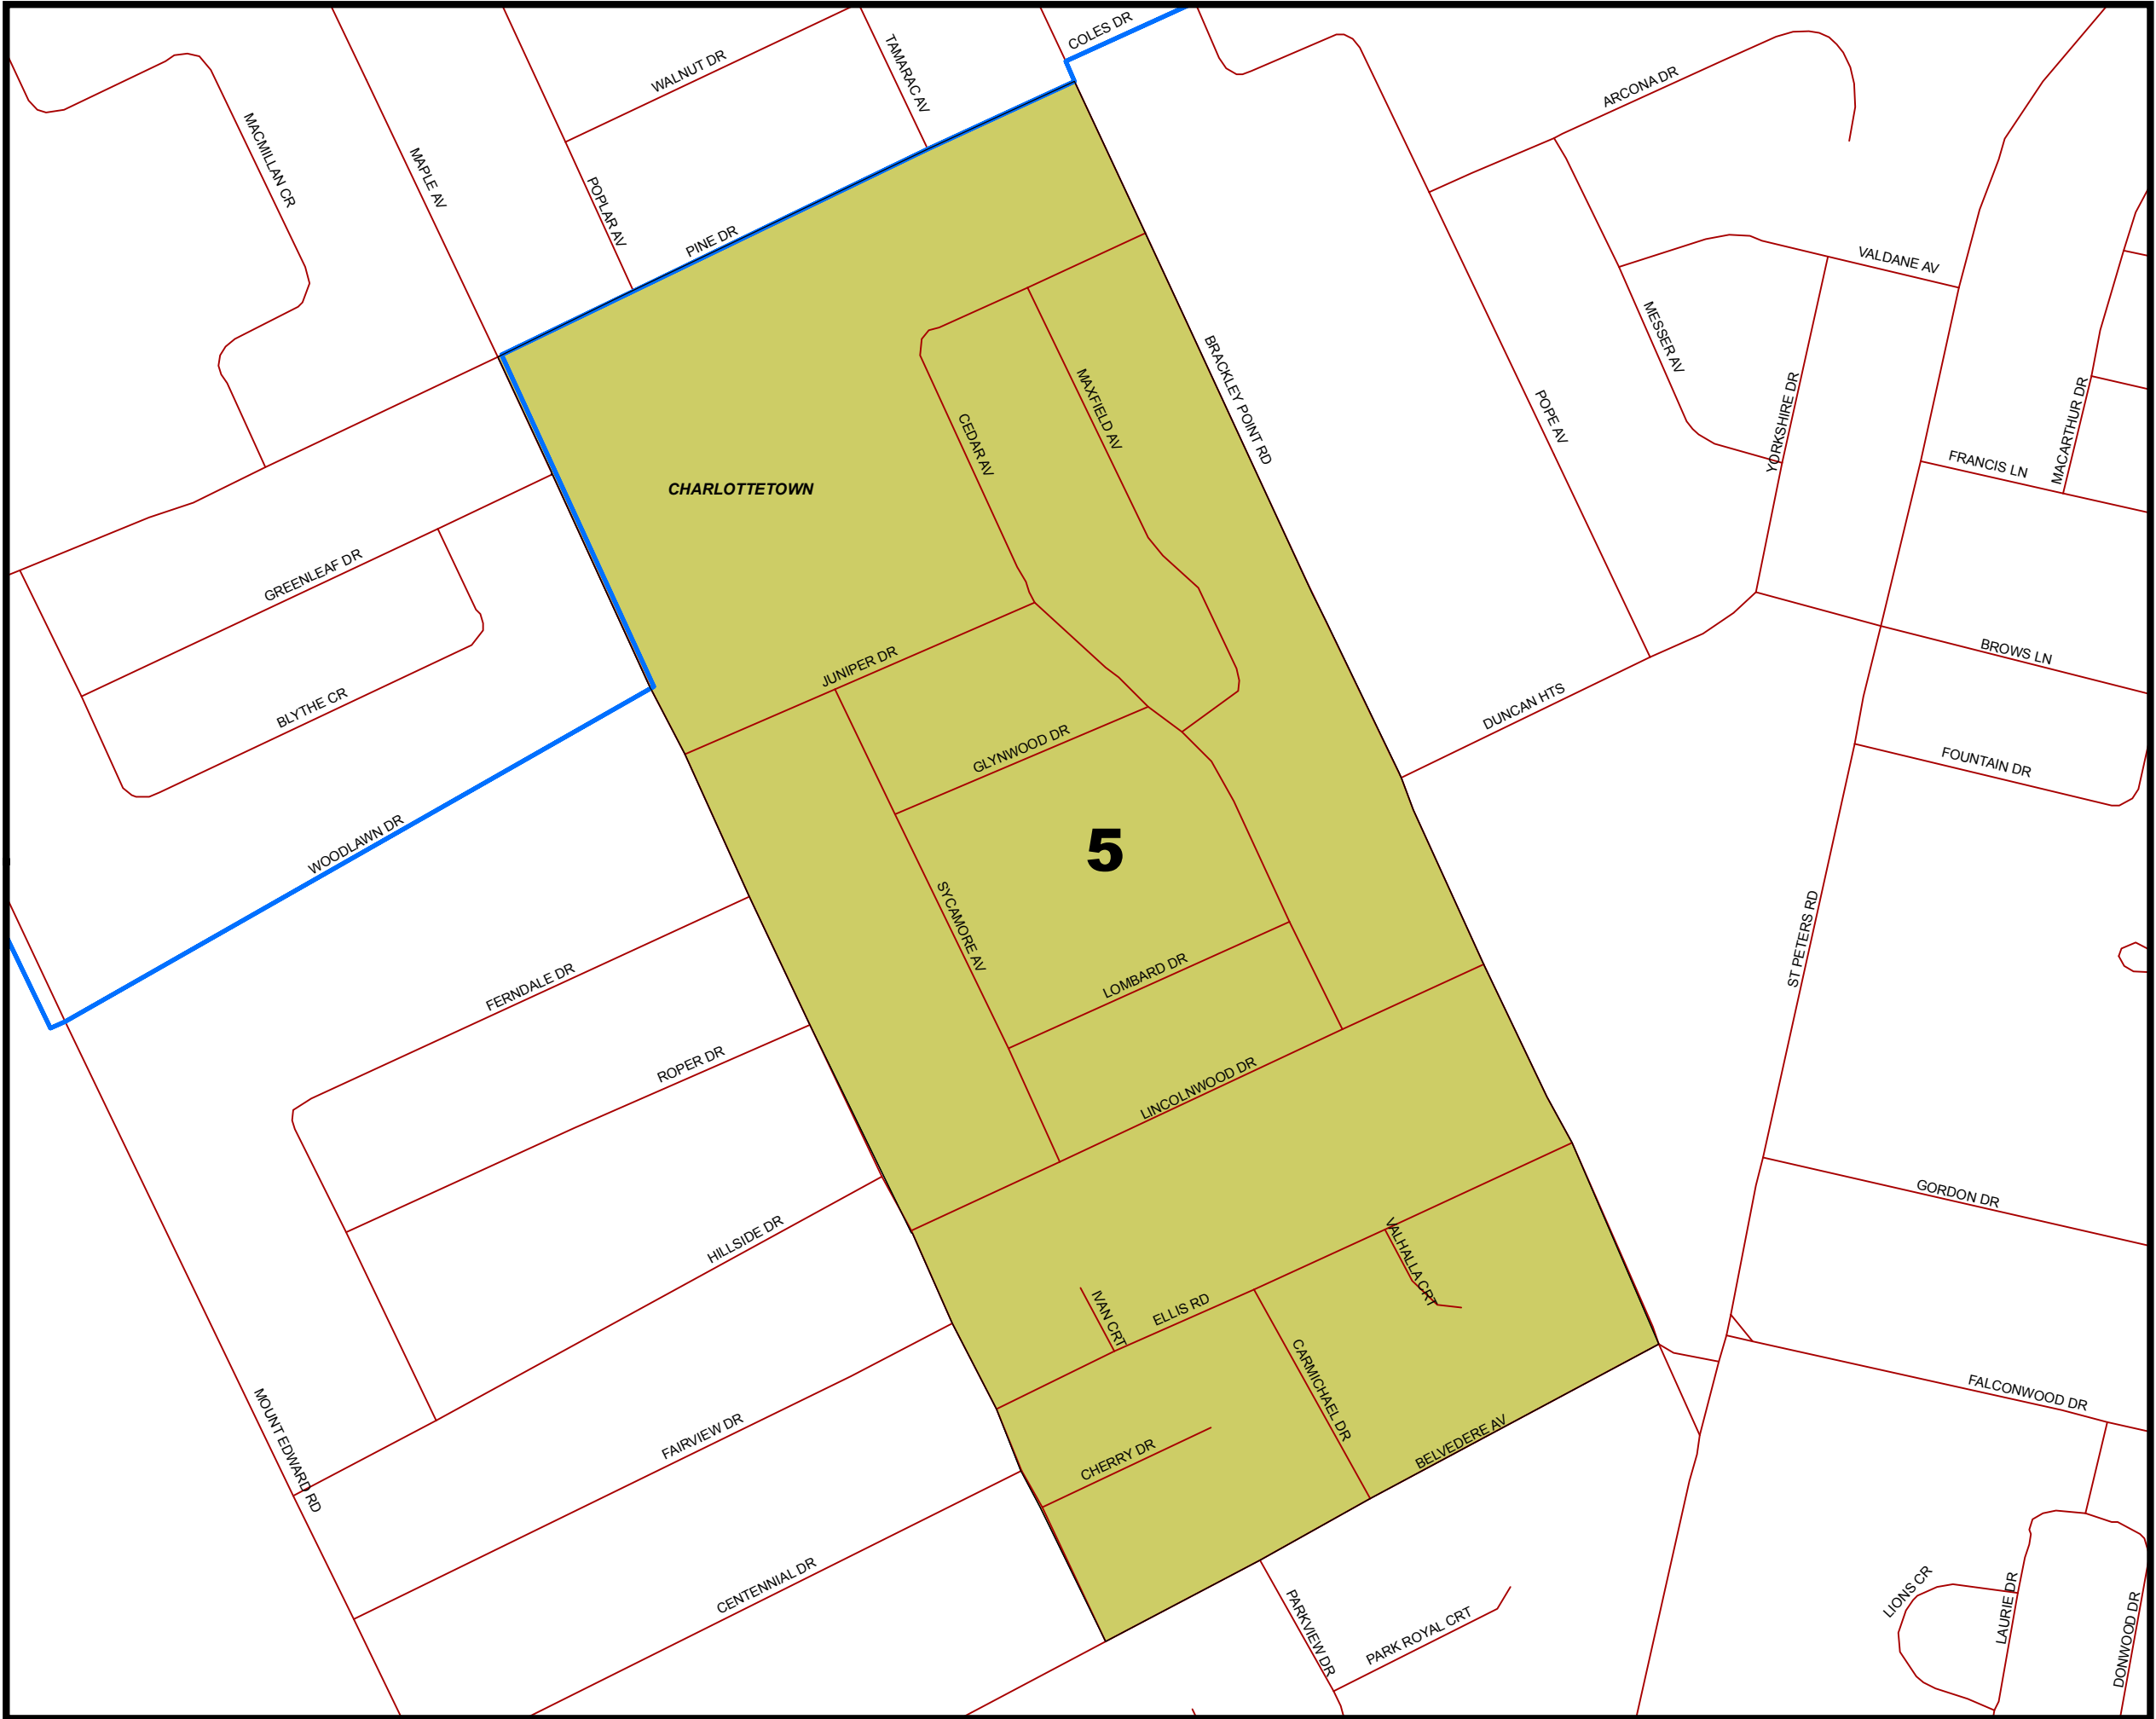 COLES DR
WALNUT DR
TAMARAC AV
ARCONA DR
MACMILLAN CR
MAPLE AV
POPLAR AV
PINE DR
VALDANE AV
MESSER AV
BRACKLEY POINT RD
MAXFIELD AV
CEDAR AV
POPE AV
YORKSHIRE DR
MACARTHUR DR
FRANCIS LN
CHARLOTTETOWN
GREENLEAF DR
BLYTHE CR
JUNIPER DR
GLYNWOOD DR
DUNCAN HTS
BROWS LN
FOUNTAIN DR
WOODLAWN DR
5
SYCAMORE AV
ST PETERS RD
FERNDALE DR
LOMBARD DR
ROPER DR
LINCOLNWOOD DR
GORDON DR
HILLSIDE DR
VALHALLA CRT
IVAN CRT
ELLIS RD
CARMICHAEL DR
FALCONWOOD DR
MOUNT EDWARD RD
FAIRVIEW DR
CHERRY DR
BELVEDERE AV
CENTENNIAL DR
PARKVIEW DR
PARK ROYAL CRT
LIONS CR
LAURIE DR
DONWOOD DR